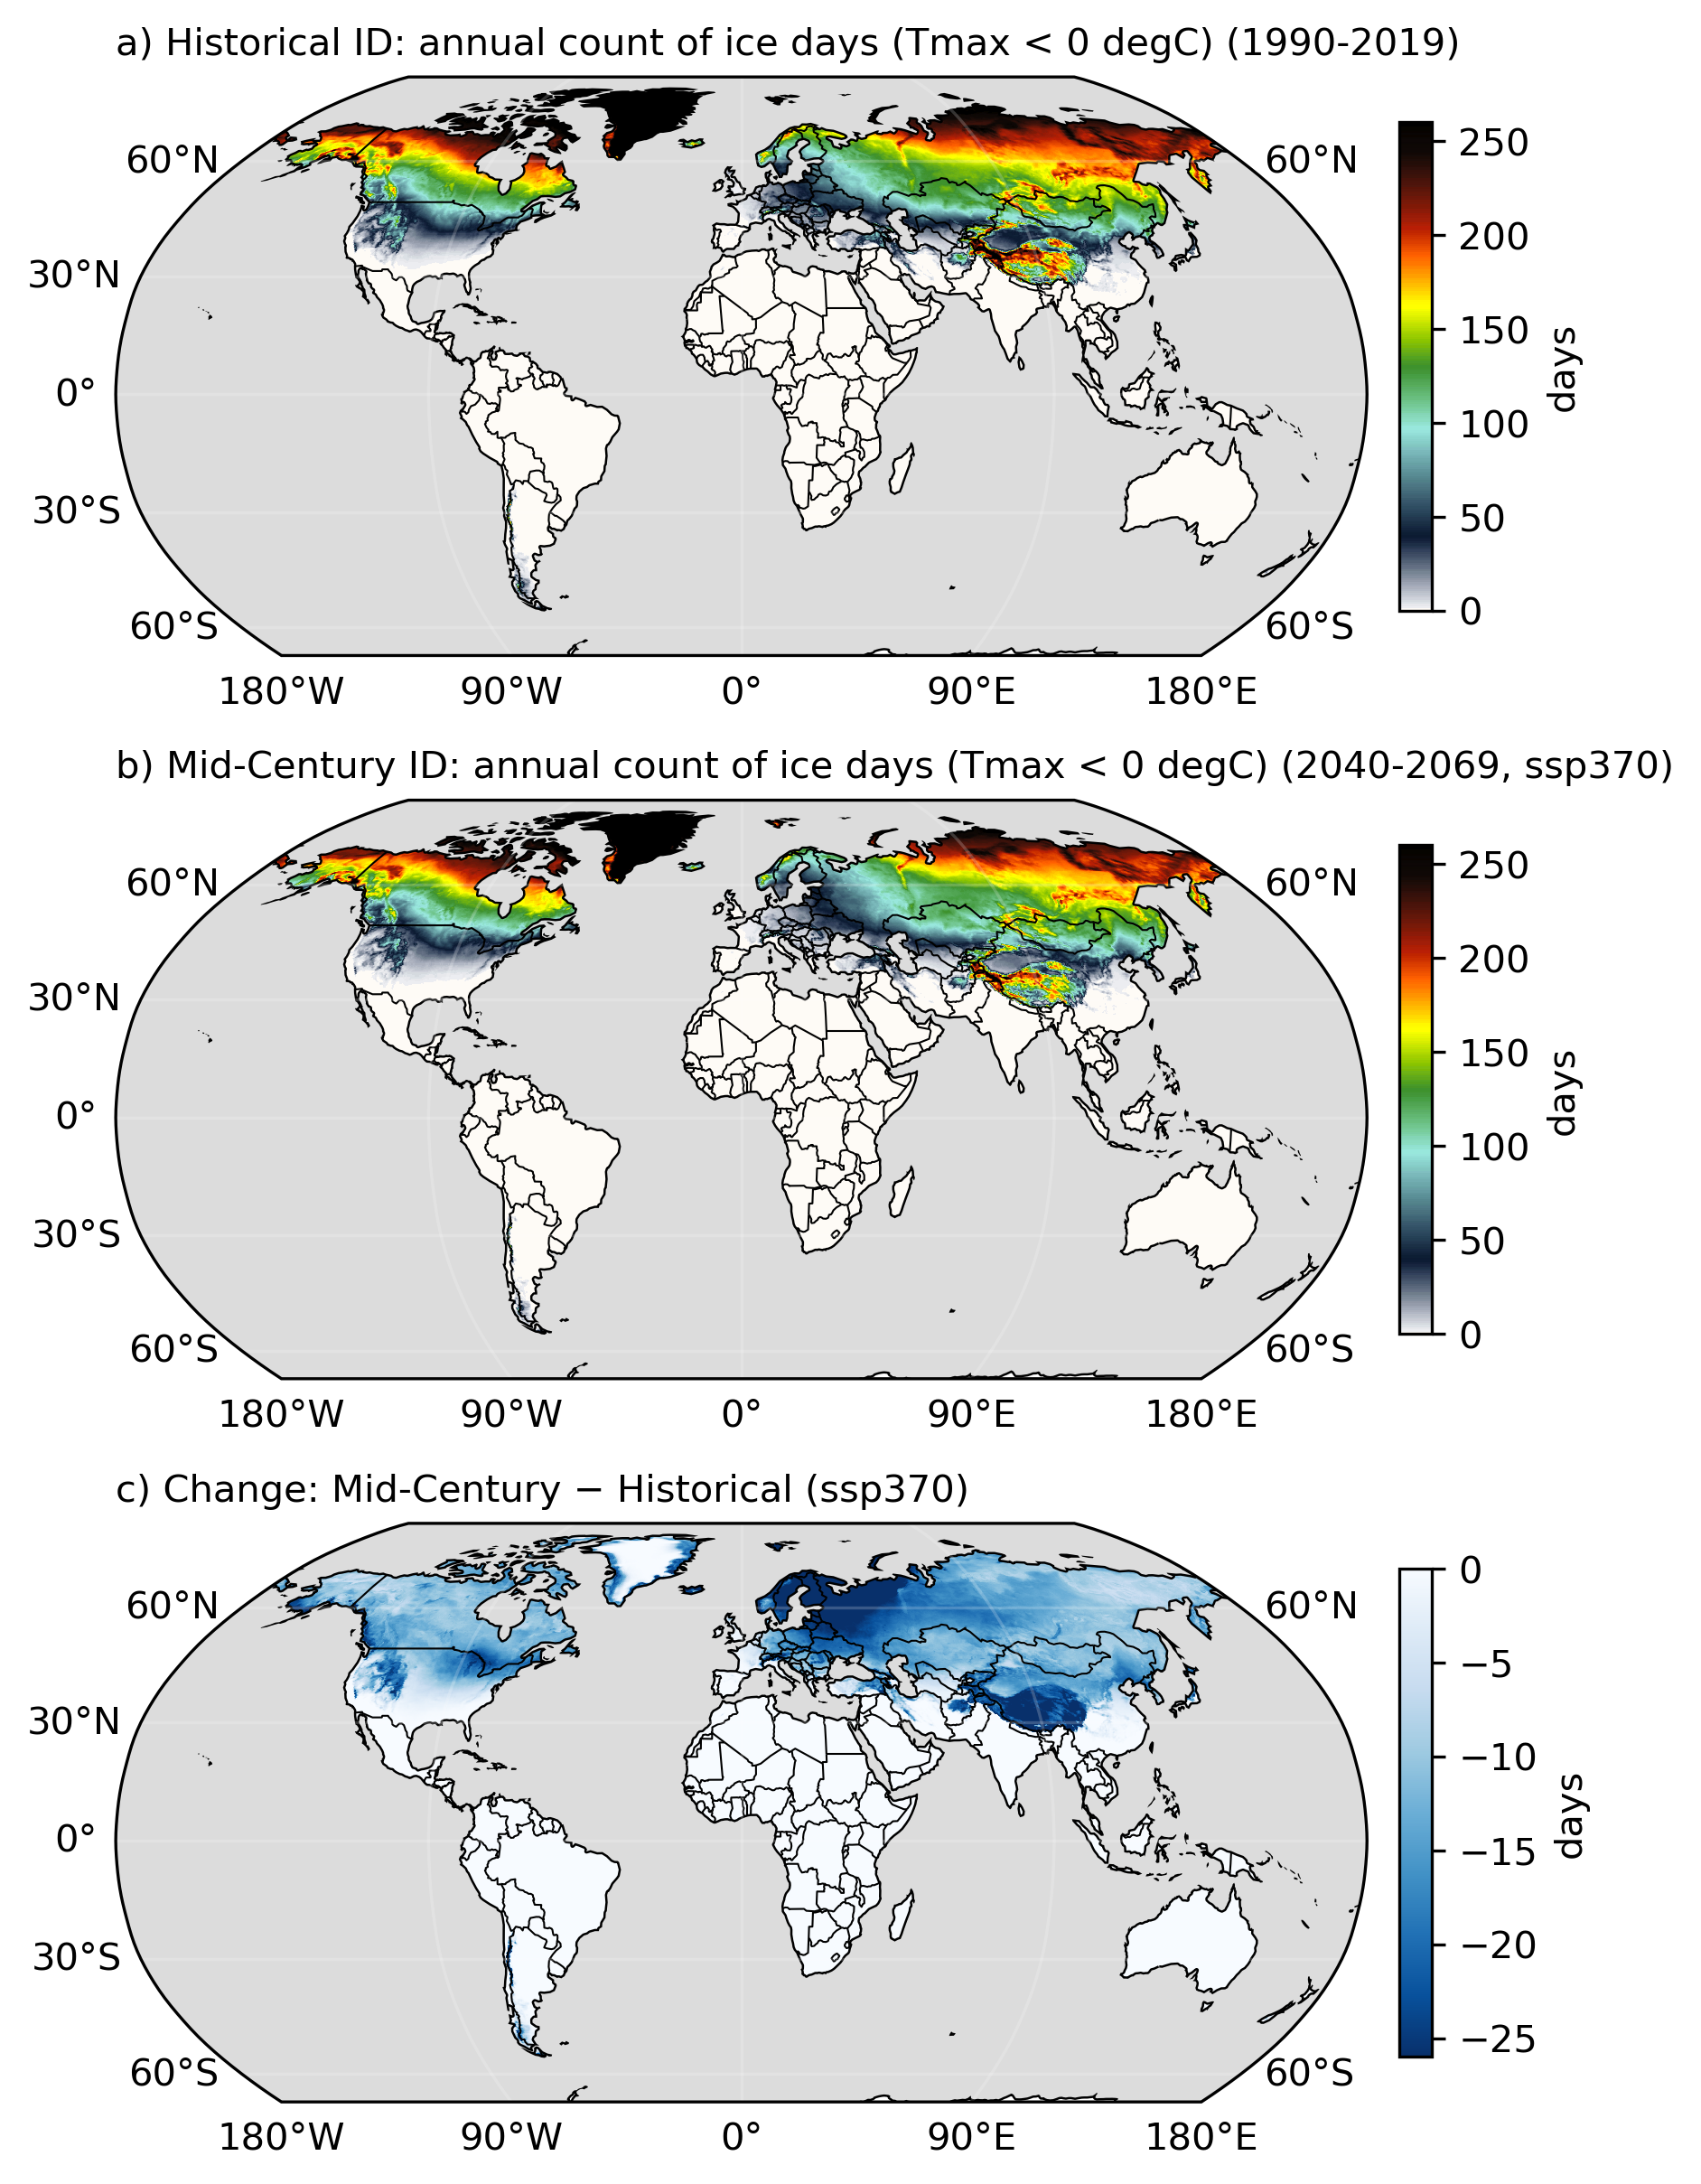 a) Historical ID: annual count of ice days (Tmax < 0 degC) (1990-2019)
60°N 60°N
30°N
0°
30°S
60°S 60°S
180°W 90°W 0° 90°E 180°E
250
200
150
100
50
0
days
b) Mid-Century ID: annual count of ice days (Tmax < 0 degC) (2040-2069, ssp370)
60°N 60°N
30°N
0°
30°S
60°S 60°S
180°W 90°W 0° 90°E 180°E
250
200
150
100
50
0
days
c) Change: Mid-Century − Historical (ssp370)
60°N 60°N
30°N
0°
30°S
60°S 60°S
180°W 90°W 0° 90°E 180°E
0
−5
−10
−15
−20
−25
days